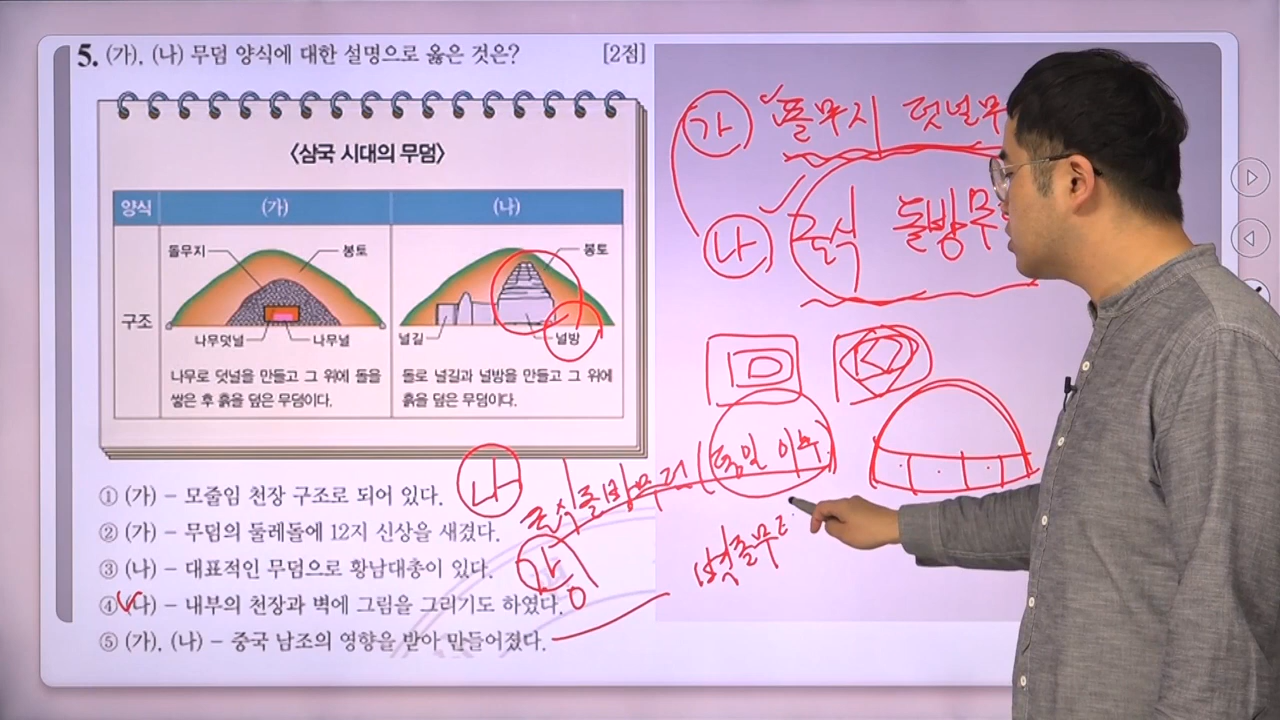 5. (가), (나) 무덤 양식에 대한 설명으로 옳은 것은? [2점]
〈삼국 시대의 무덤〉
양식 (가) (나)
구조
돌무지 봉토
나무덧널 나무널
봉토
널길 널방
나무로 덧널을 만들고 그 위에 돌을
쌓은 후 흙을 덮은 무덤이다.
돌로 널길과 널방을 만들고 그 위에
흙을 덮은 무덤이다.
① (가) - 모줄임 천장 구조로 되어 있다.
② (가) - 무덤의 둘레돌에 12지 신상을 새겼다.
③ (나) - 대표적인 무덤으로 황남대총이 있다.
④ (나) - 내부의 천장과 벽에 그림을 그리기도 하였다.
⑤ (가), (나) - 중국 남조의 영향을 받아 만들어졌다.
가 돌무지 덧널무
나 굴식 돌방무
나 굴식돌방무덤 (통일 이후)
가
벽돌무